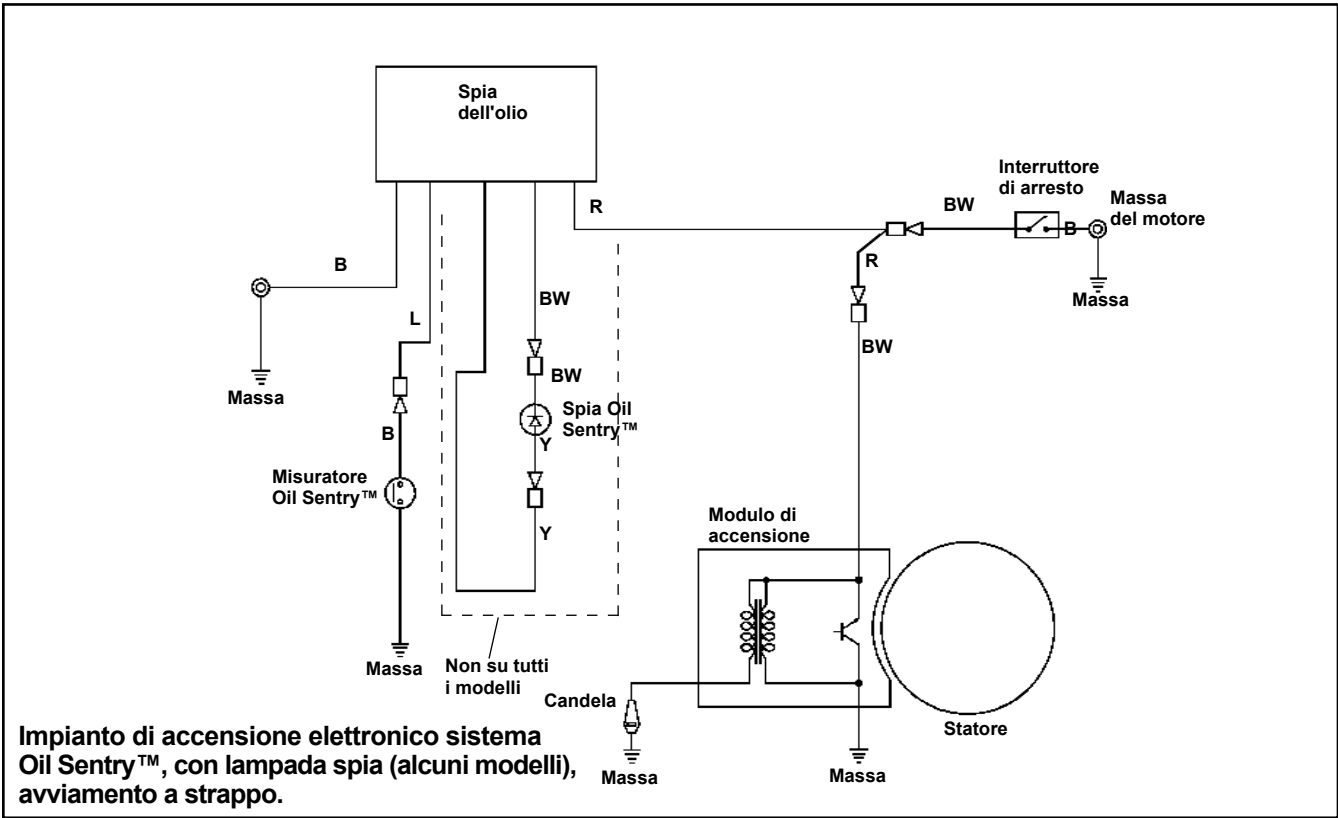 Spia
dell'olio
Interruttore
di arresto
Massa
del motore
BW
B
R
R
Massa
B
BW
L
BW
BW
Massa
B
Spia Oil
Sentry™
Y
Misuratore
Oil Sentry™
Y
Modulo di
accensione
Massa
Non su tutti
i modelli
Candela
Statore
Massa
Massa
Impianto di accensione elettronico sistema
Oil Sentry™, con lampada spia (alcuni modelli),
avviamento a strappo.